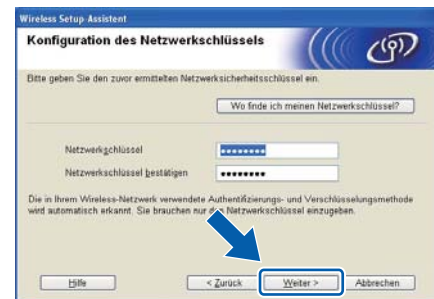 Wireless Setup-Assistent
Konfiguration des Netzwerkschlüssels
Bitte geben Sie den zuvor ermittelten Netzwerksicherheitsschlüssel ein.
Wo finde ich meinen Netzwerkschlüssel?
Netzwerkschlüssel
Netzwerkschlüssel bestätigen
Die in Ihrem Wireless-Netzwerk verwendete Authentifizierungs- und Verschlüsselungsmethode
wird automatisch erkannt. Sie brauchen nur den Netzwerkschlüssel einzugeben.
Hilfe
< Zurück
Weiter >
Abbrechen